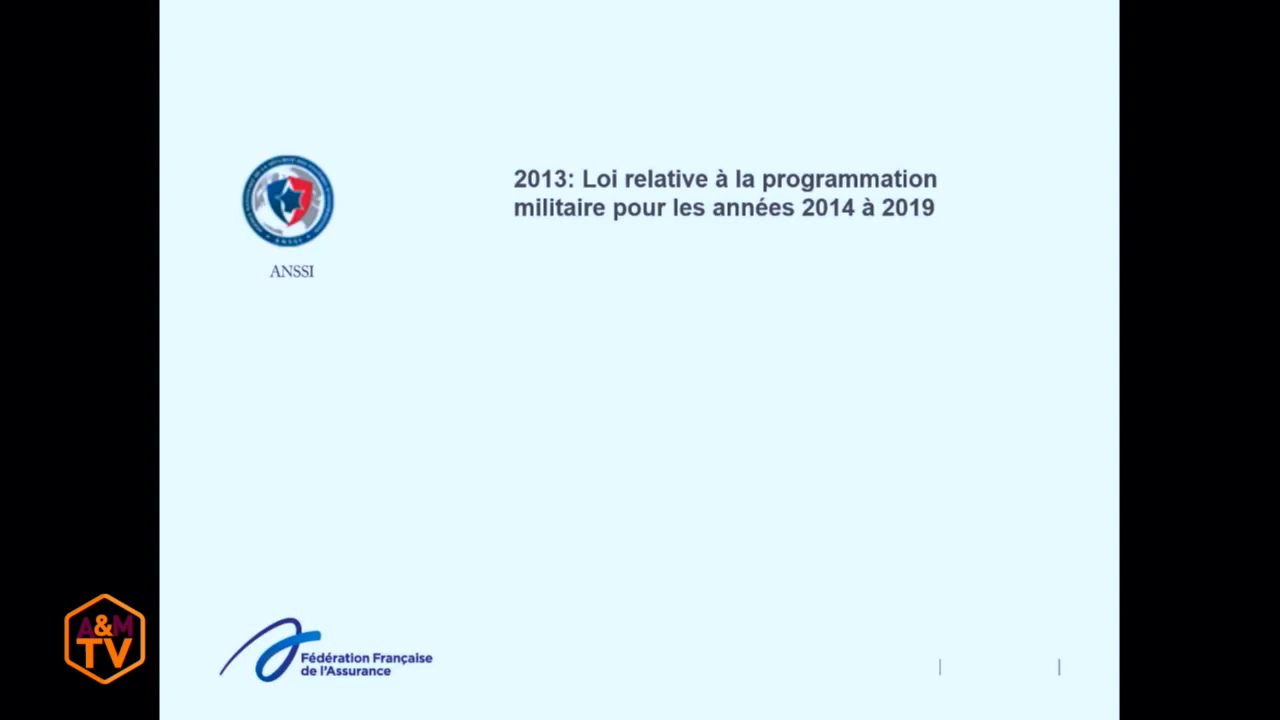 2013: Loi relative à la programmation
militaire pour les années 2014 à 2019
ANSSI
A&M
TV
Fédération Française
de l'Assurance